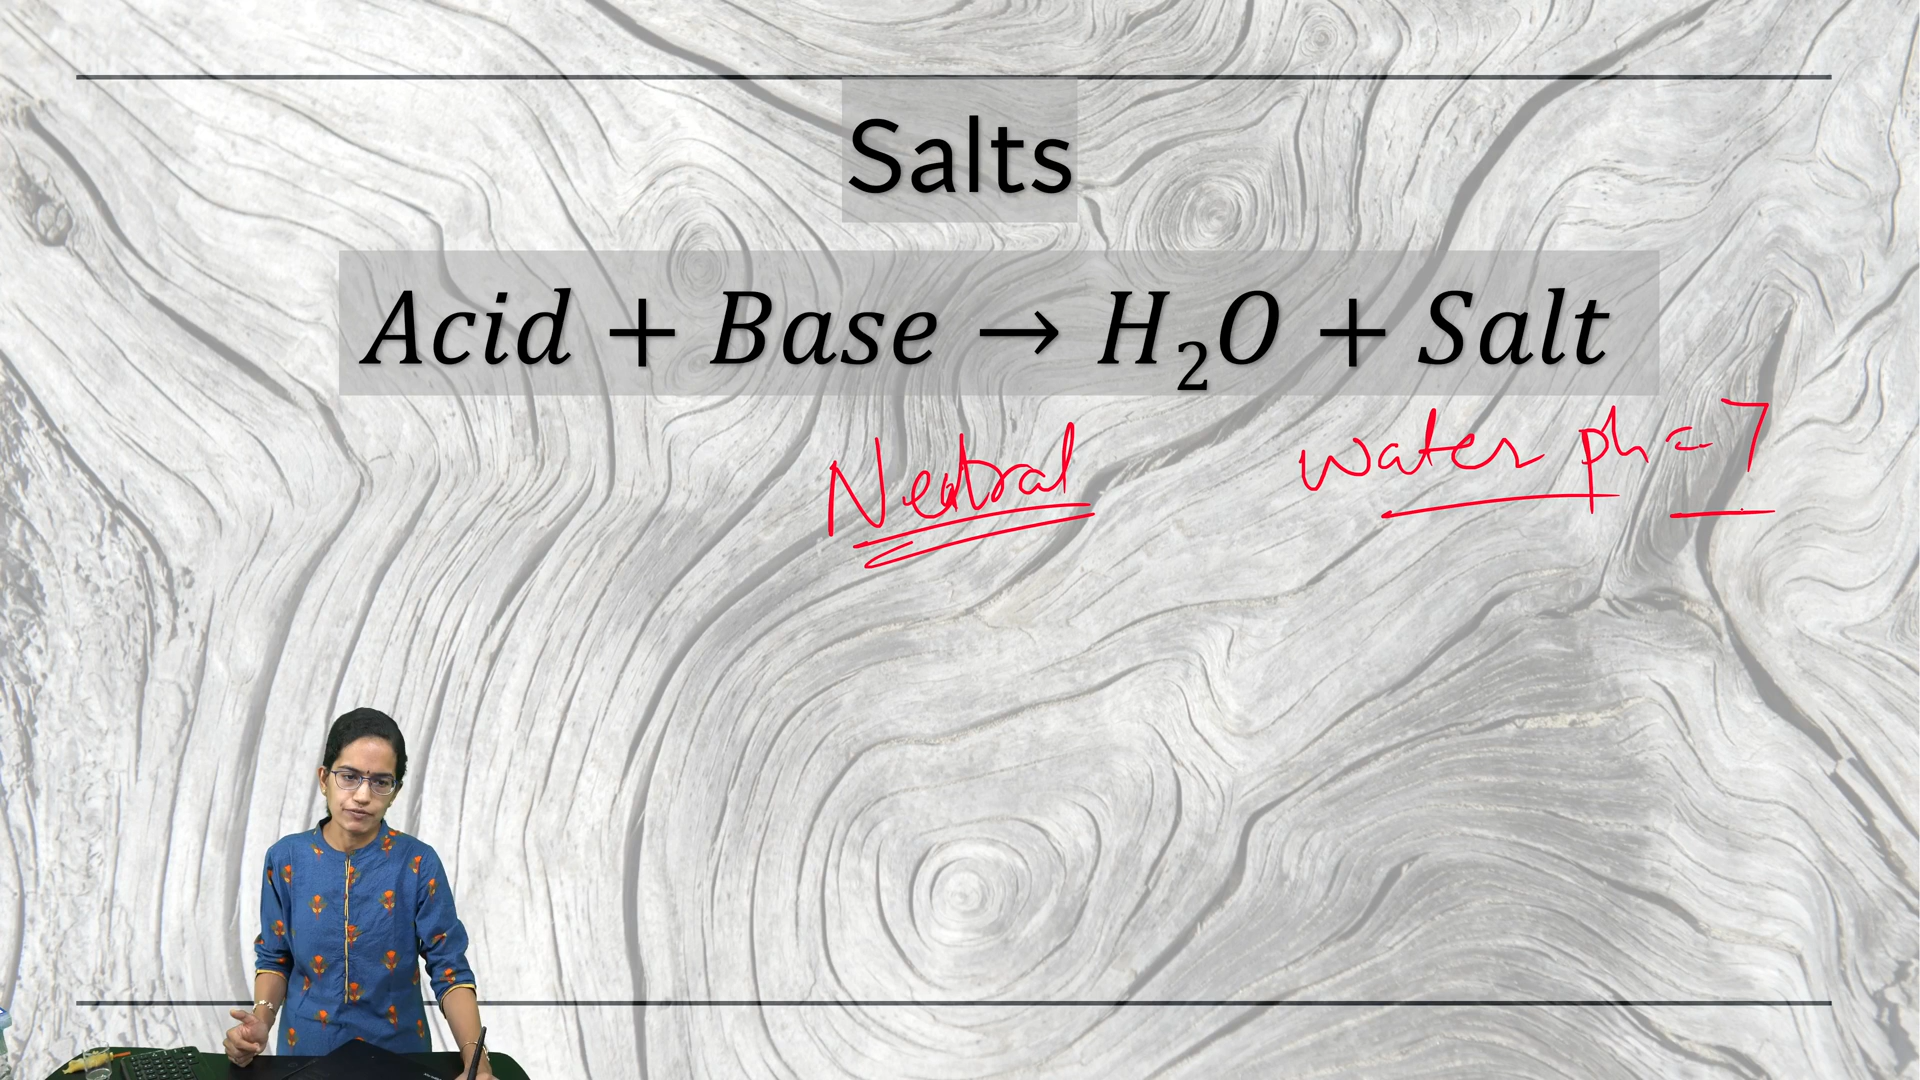 Salts
Acid + Base → H₂O + Salt
Neutral
water ph = 7